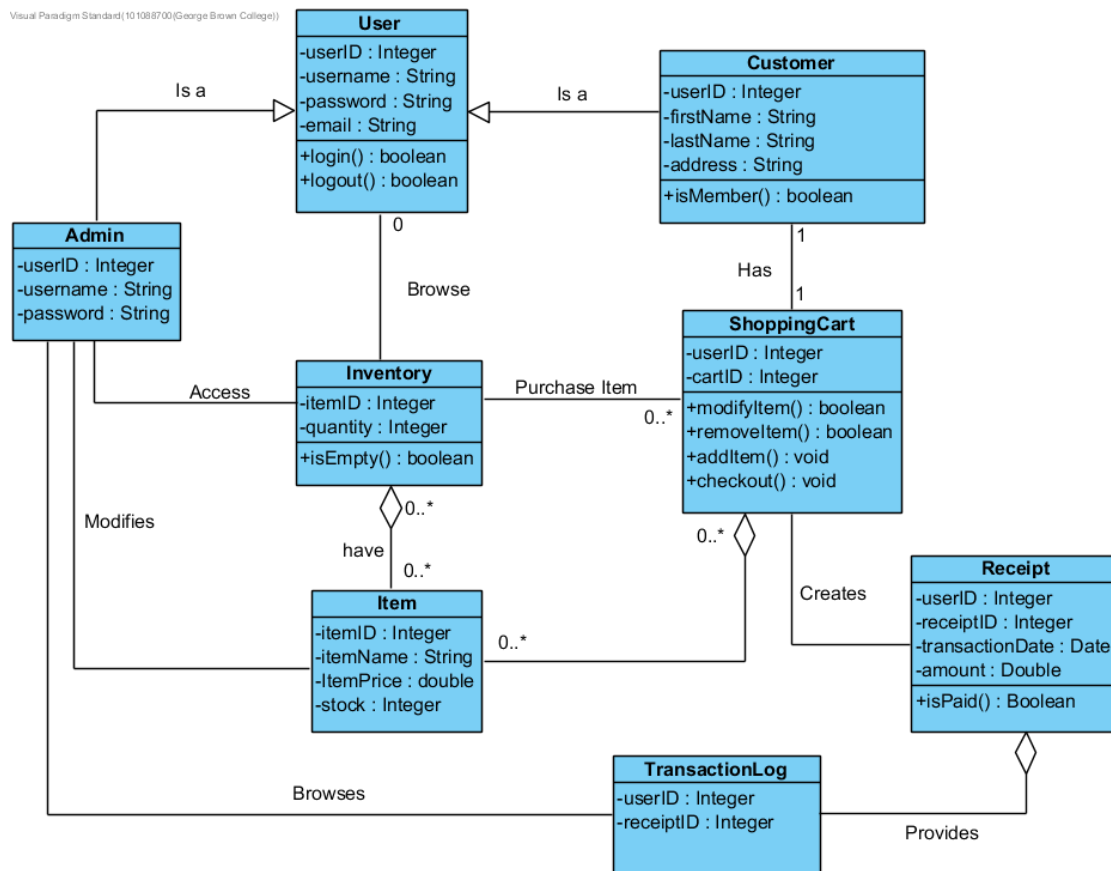 Visual Paradigm Standard(101088700(George Brown College))
User
-userID : Integer
-username : String
-password : String
-email : String
+login() : boolean
+logout() : boolean
Is a
Is a
Customer
-userID : Integer
-firstName : String
-lastName : String
-address : String
+isMember() : boolean
Admin
-userID : Integer
-username : String
-password : String
0
Browse
1
Has
1
ShoppingCart
-userID : Integer
-cartID : Integer
+modifyItem() : boolean
+removeItem() : boolean
+addItem() : void
+checkout() : void
Access
Inventory
-itemID : Integer
-quantity : Integer
+isEmpty() : boolean
Purchase Item
0..*
Modifies
0..*
have
0..*
0..*
Item
-itemID : Integer
-itemName : String
-ItemPrice : double
-stock : Integer
0..*
Creates
Receipt
-userID : Integer
-receiptID : Integer
-transactionDate : Date
-amount : Double
+isPaid() : Boolean
Browses
TransactionLog
-userID : Integer
-receiptID : Integer
Provides